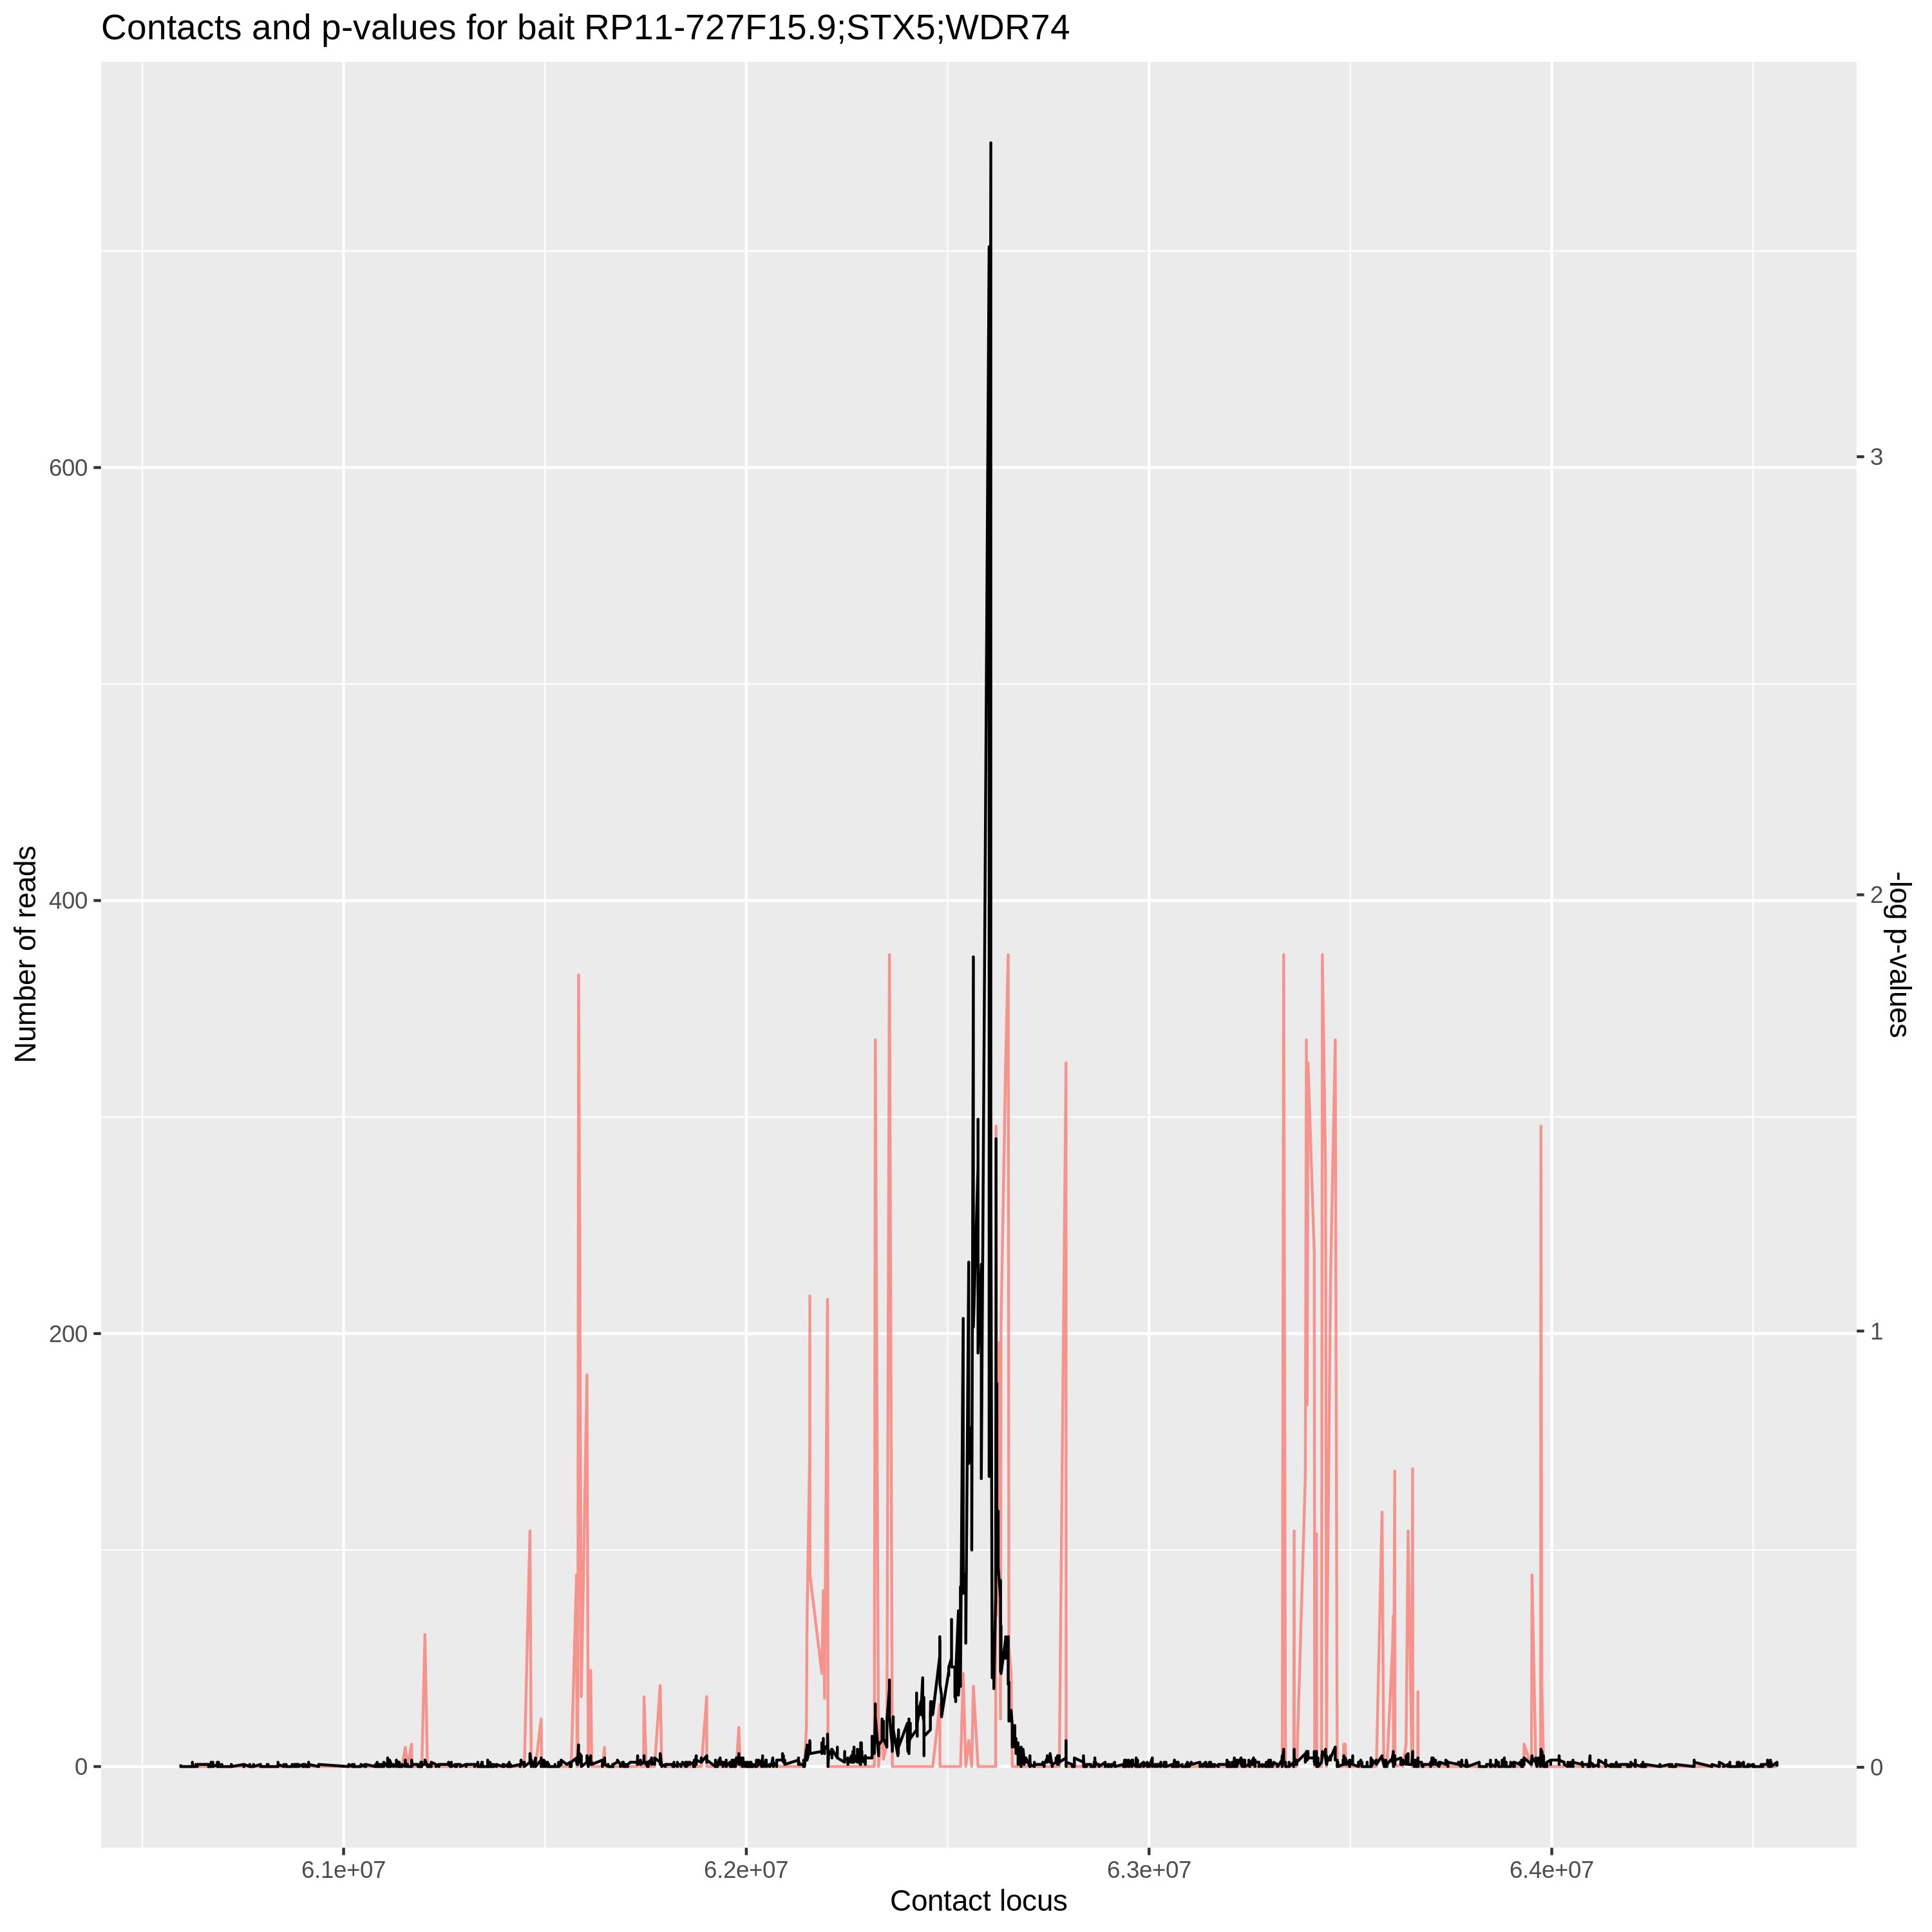 Contacts and p-values for bait RP11-727F15.9;STX5;WDR74
Number of reads
600
400
200
0
3
2
1
0
-log p-values
6.1e+07
6.2e+07
6.3e+07
6.4e+07
Contact locus